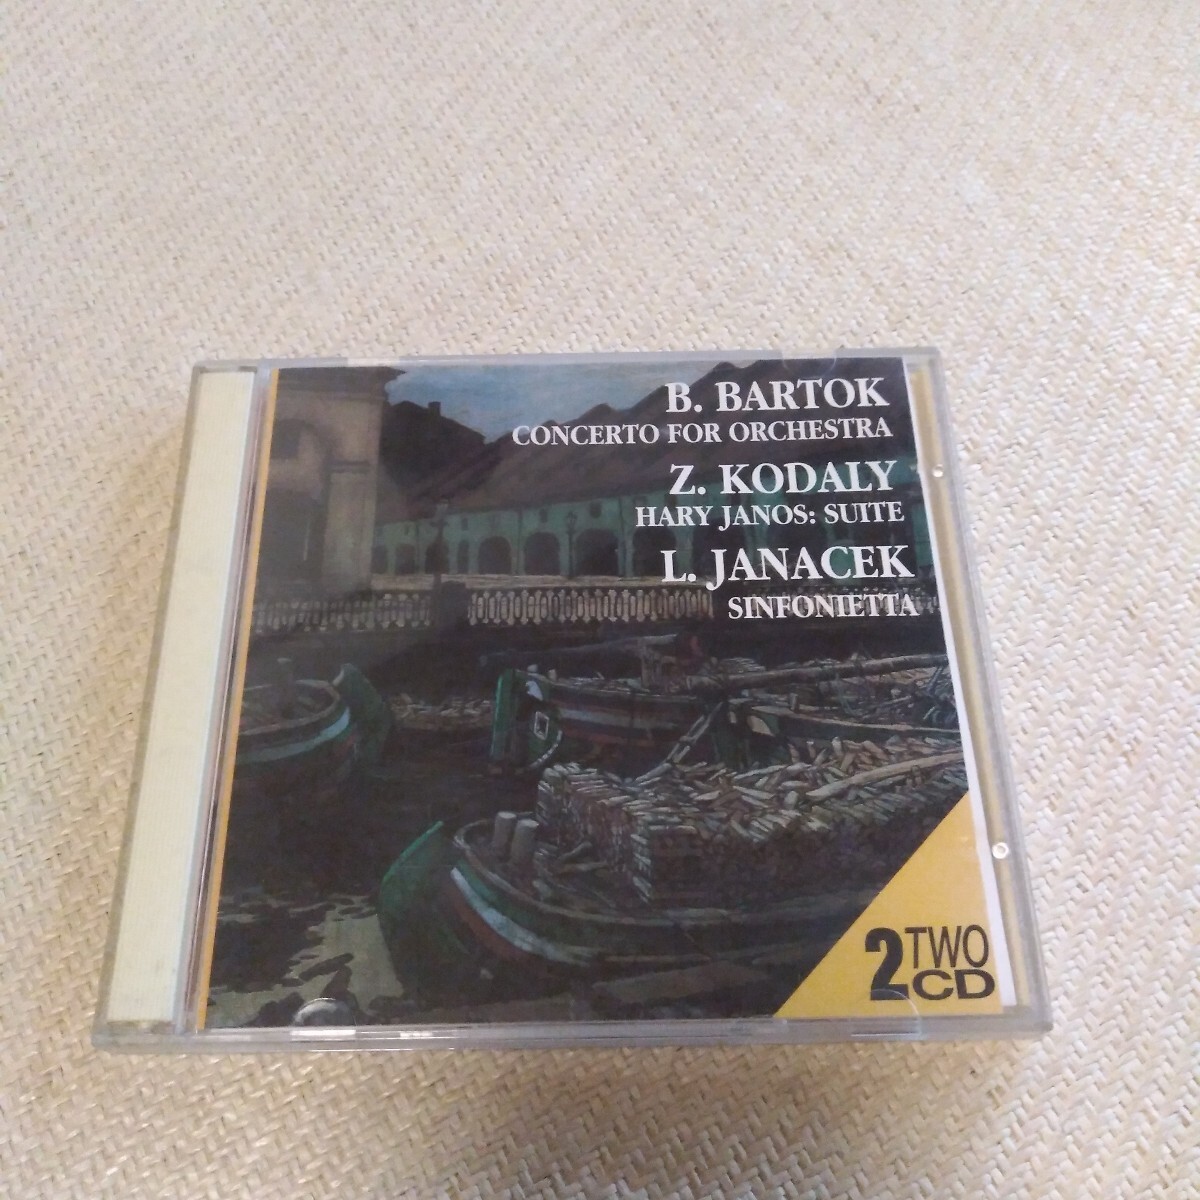 B. BARTOK
CONCERTO FOR ORCHESTRA
Z. KODALY
HARY JANOS: SUITE
L. JANACEK
SINFONIETTA
2 TWO
CD